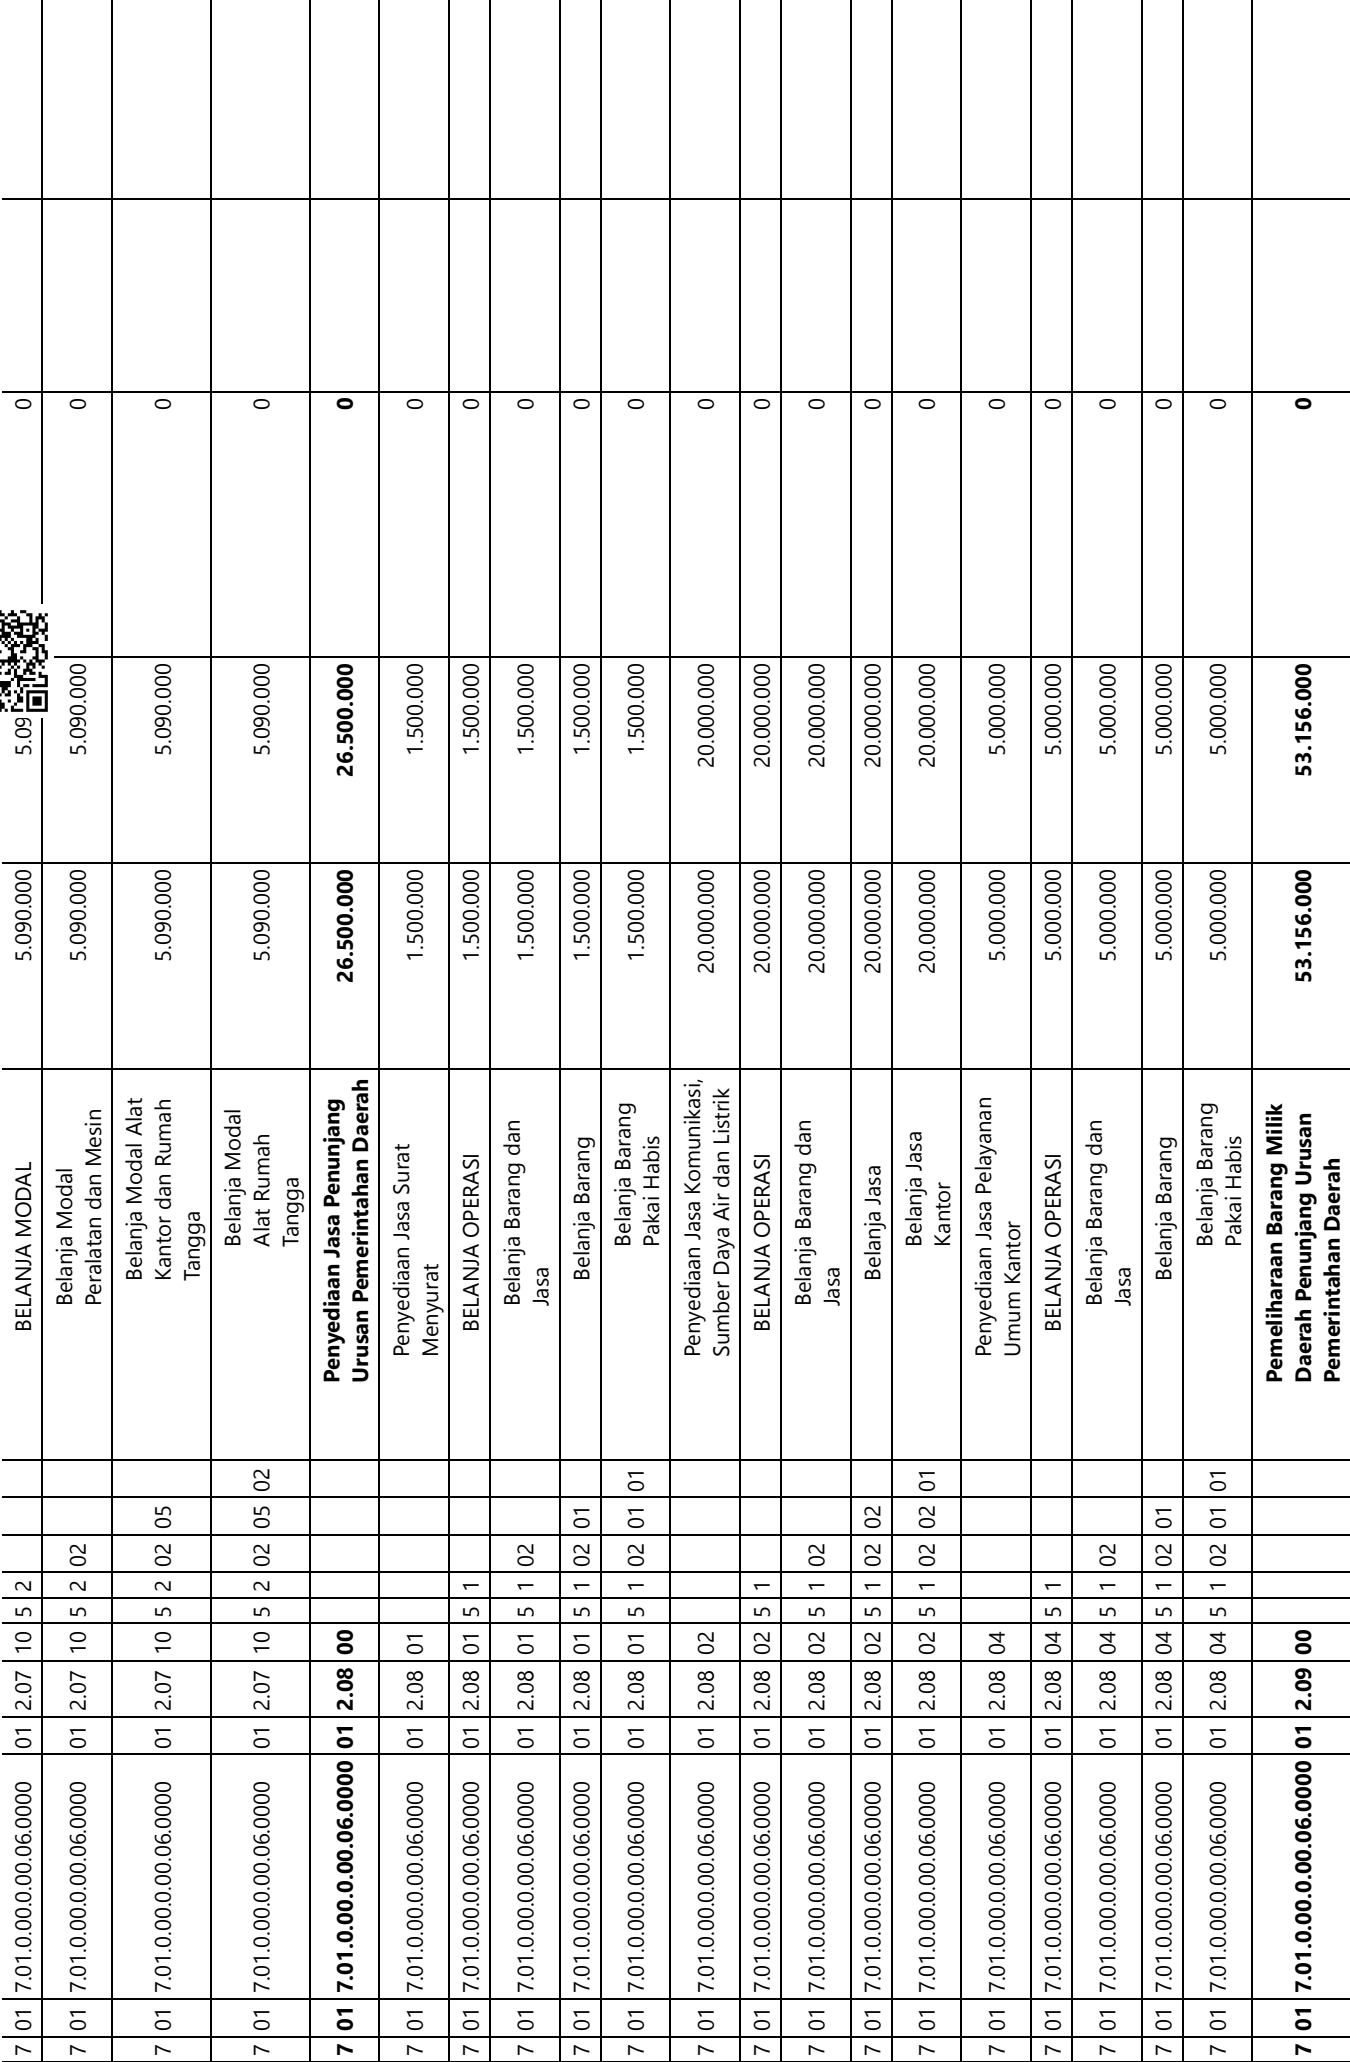 7 01 7.01.0.00.0.00.06.0000 01 2.07 10 5 2 BELANJA MODAL 5.090.000 5.09 0
7 01 7.01.0.00.0.00.06.0000 01 2.07 10 5 2 02 Belanja Modal 5.090.000 5.090.000 0
Peralatan dan Mesin
7 01 7.01.0.00.0.00.06.0000 01 2.07 10 5 2 02 05 Belanja Modal Alat 5.090.000 5.090.000 0
Kantor dan Rumah
Tangga
7 01 7.01.0.00.0.00.06.0000 01 2.07 10 5 2 02 05 02 Belanja Modal 5.090.000 5.090.000 0
Alat Rumah
Tangga
7 01 7.01.0.00.0.00.06.0000 01 2.08 00 Penyediaan Jasa Penunjang 26.500.000 26.500.000 0
Urusan Pemerintahan Daerah
7 01 7.01.0.00.0.00.06.0000 01 2.08 01 Penyediaan Jasa Surat 1.500.000 1.500.000 0
Menyurat
7 01 7.01.0.00.0.00.06.0000 01 2.08 01 5 1 BELANJA OPERASI 1.500.000 1.500.000 0
7 01 7.01.0.00.0.00.06.0000 01 2.08 01 5 1 02 Belanja Barang dan 1.500.000 1.500.000 0
Jasa
7 01 7.01.0.00.0.00.06.0000 01 2.08 01 5 1 02 01 Belanja Barang 1.500.000 1.500.000 0
7 01 7.01.0.00.0.00.06.0000 01 2.08 01 5 1 02 01 01 Belanja Barang 1.500.000 1.500.000 0
Pakai Habis
7 01 7.01.0.00.0.00.06.0000 01 2.08 02 Penyediaan Jasa Komunikasi, 20.000.000 20.000.000 0
Sumber Daya Air dan Listrik
7 01 7.01.0.00.0.00.06.0000 01 2.08 02 5 1 BELANJA OPERASI 20.000.000 20.000.000 0
7 01 7.01.0.00.0.00.06.0000 01 2.08 02 5 1 02 Belanja Barang dan 20.000.000 20.000.000 0
Jasa
7 01 7.01.0.00.0.00.06.0000 01 2.08 02 5 1 02 02 Belanja Jasa 20.000.000 20.000.000 0
7 01 7.01.0.00.0.00.06.0000 01 2.08 02 5 1 02 02 01 Belanja Jasa 20.000.000 20.000.000 0
Kantor
7 01 7.01.0.00.0.00.06.0000 01 2.08 04 Penyediaan Jasa Pelayanan 5.000.000 5.000.000 0
Umum Kantor
7 01 7.01.0.00.0.00.06.0000 01 2.08 04 5 1 BELANJA OPERASI 5.000.000 5.000.000 0
7 01 7.01.0.00.0.00.06.0000 01 2.08 04 5 1 02 Belanja Barang dan 5.000.000 5.000.000 0
Jasa
7 01 7.01.0.00.0.00.06.0000 01 2.08 04 5 1 02 01 Belanja Barang 5.000.000 5.000.000 0
7 01 7.01.0.00.0.00.06.0000 01 2.08 04 5 1 02 01 01 Belanja Barang 5.000.000 5.000.000 0
Pakai Habis
7 01 7.01.0.00.0.00.06.0000 01 2.09 00 Pemeliharaan Barang Milik 53.156.000 53.156.000 0
Daerah Penunjang Urusan
Pemerintahan Daerah